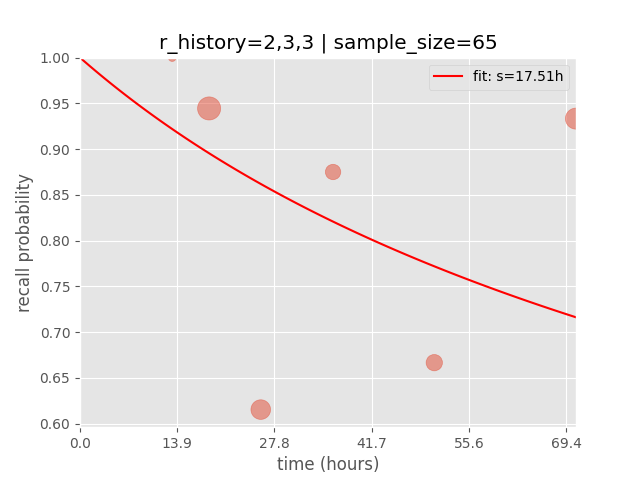 r_history=2,3,3 | sample_size=65
fit: s=17.51h
recall probability
1.00
0.95
0.90
0.85
0.80
0.75
0.70
0.65
0.60
0.0 13.9 27.8 41.7 55.6 69.4
time (hours)